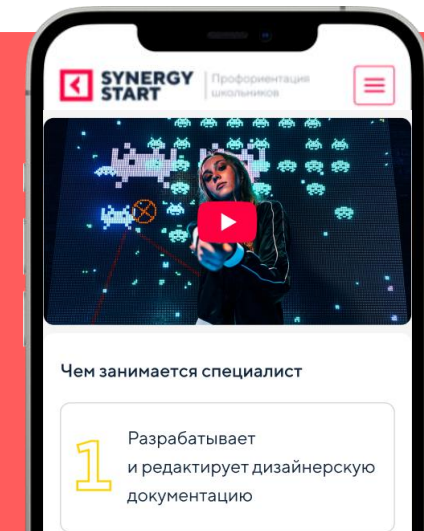 SYNERGY
START
Профориентация
школьников
Чем занимается специалист
1
Разрабатывает
и редактирует дизайнерскую
документацию